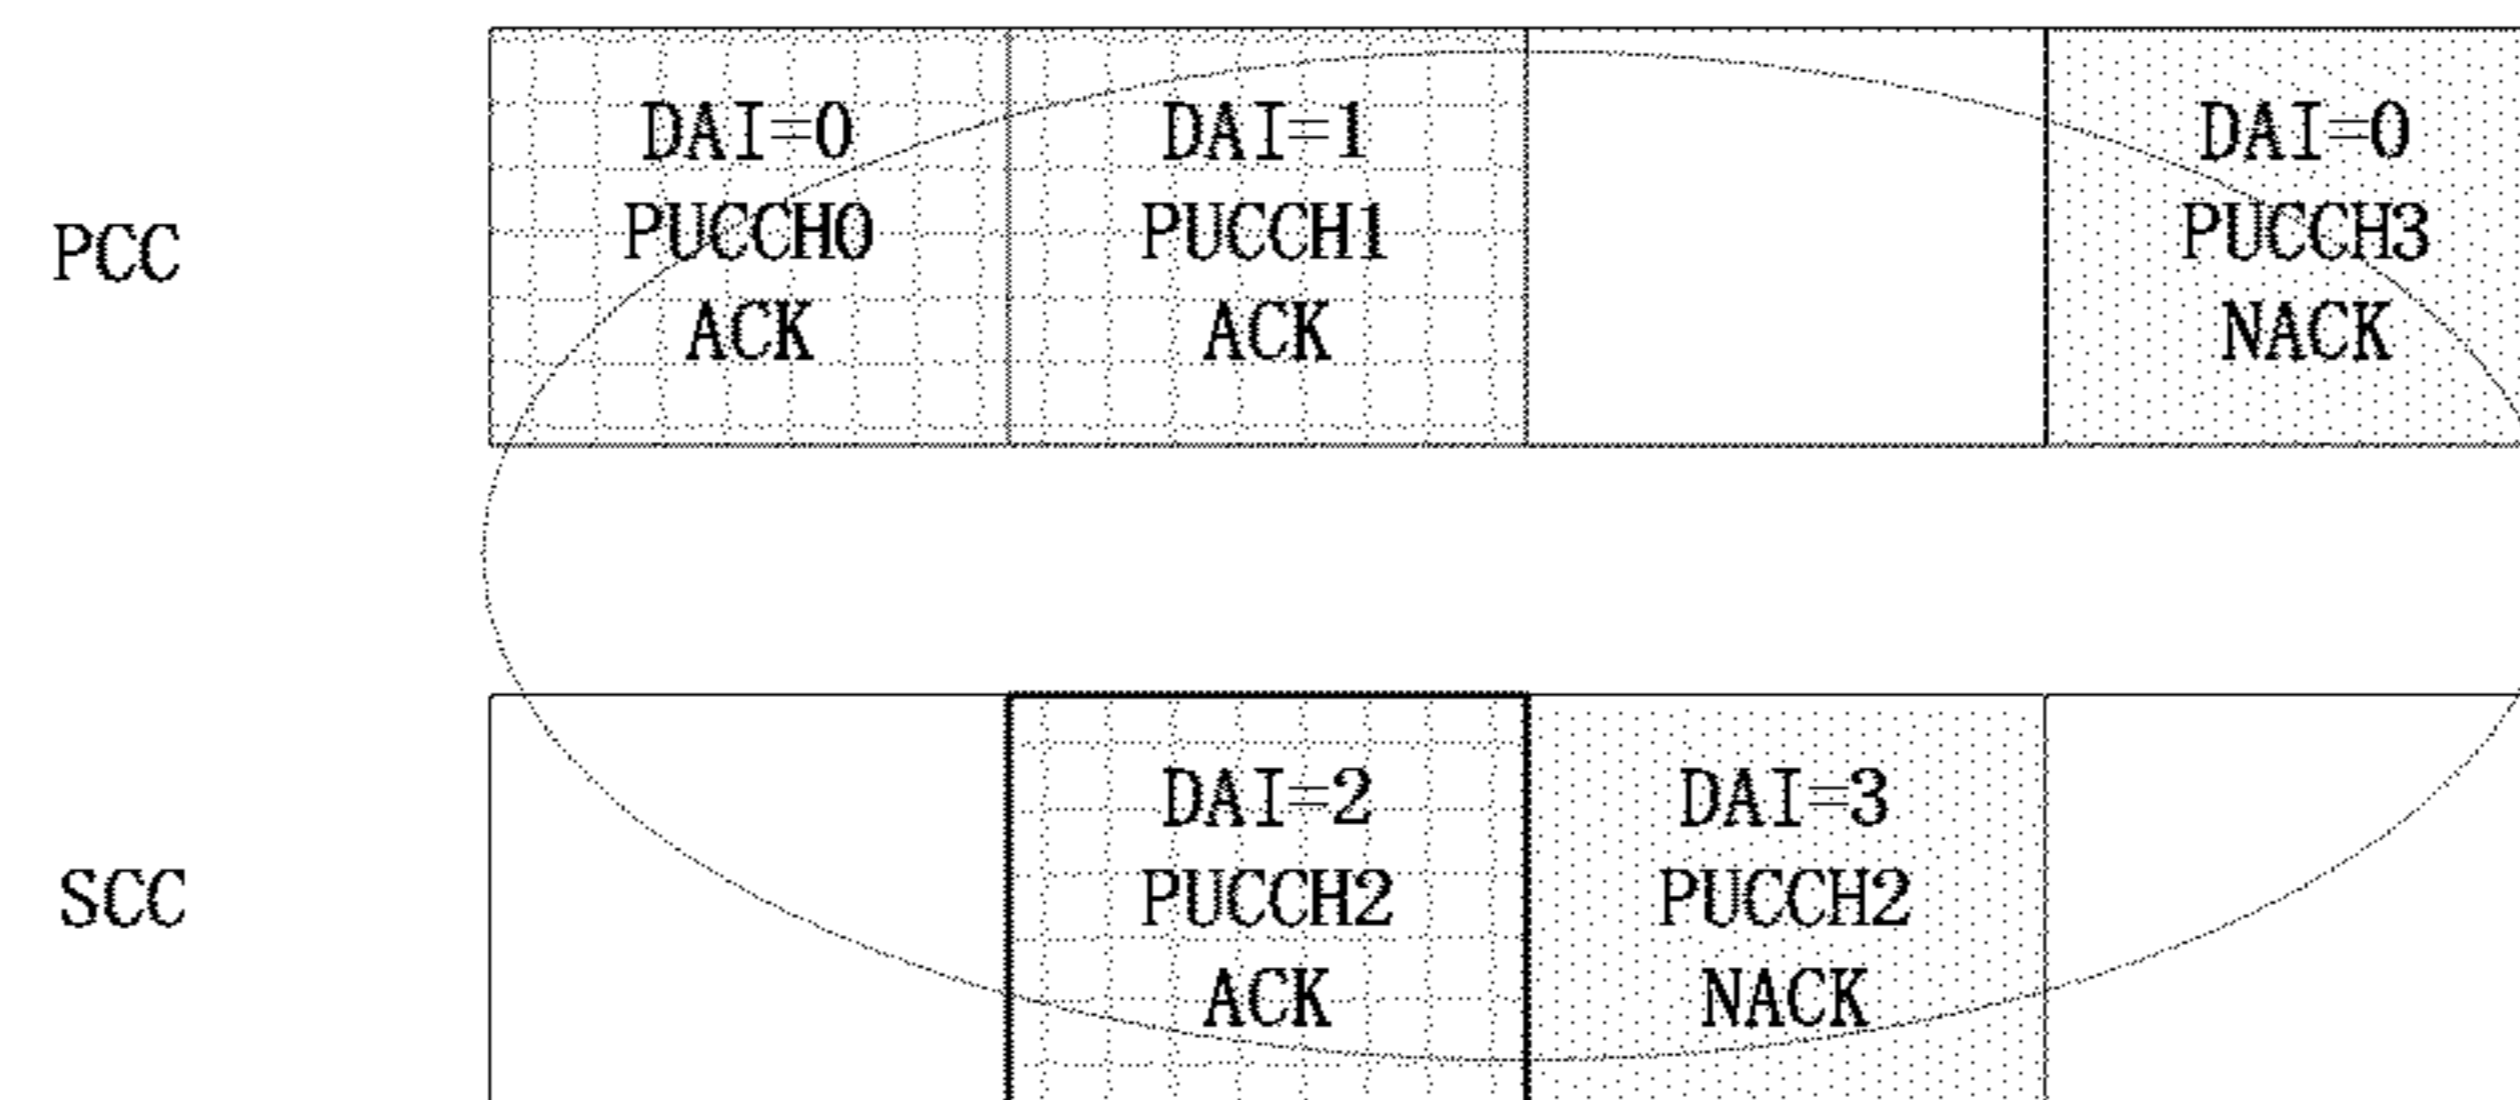 PCC
DAI=0
PUCCH0
ACK
DAI=1
PUCCH1
ACK
DAI=0
PUCCH3
NACK
SCC
DAI=2
PUCCH2
ACK
DAI=3
PUCCH2
NACK